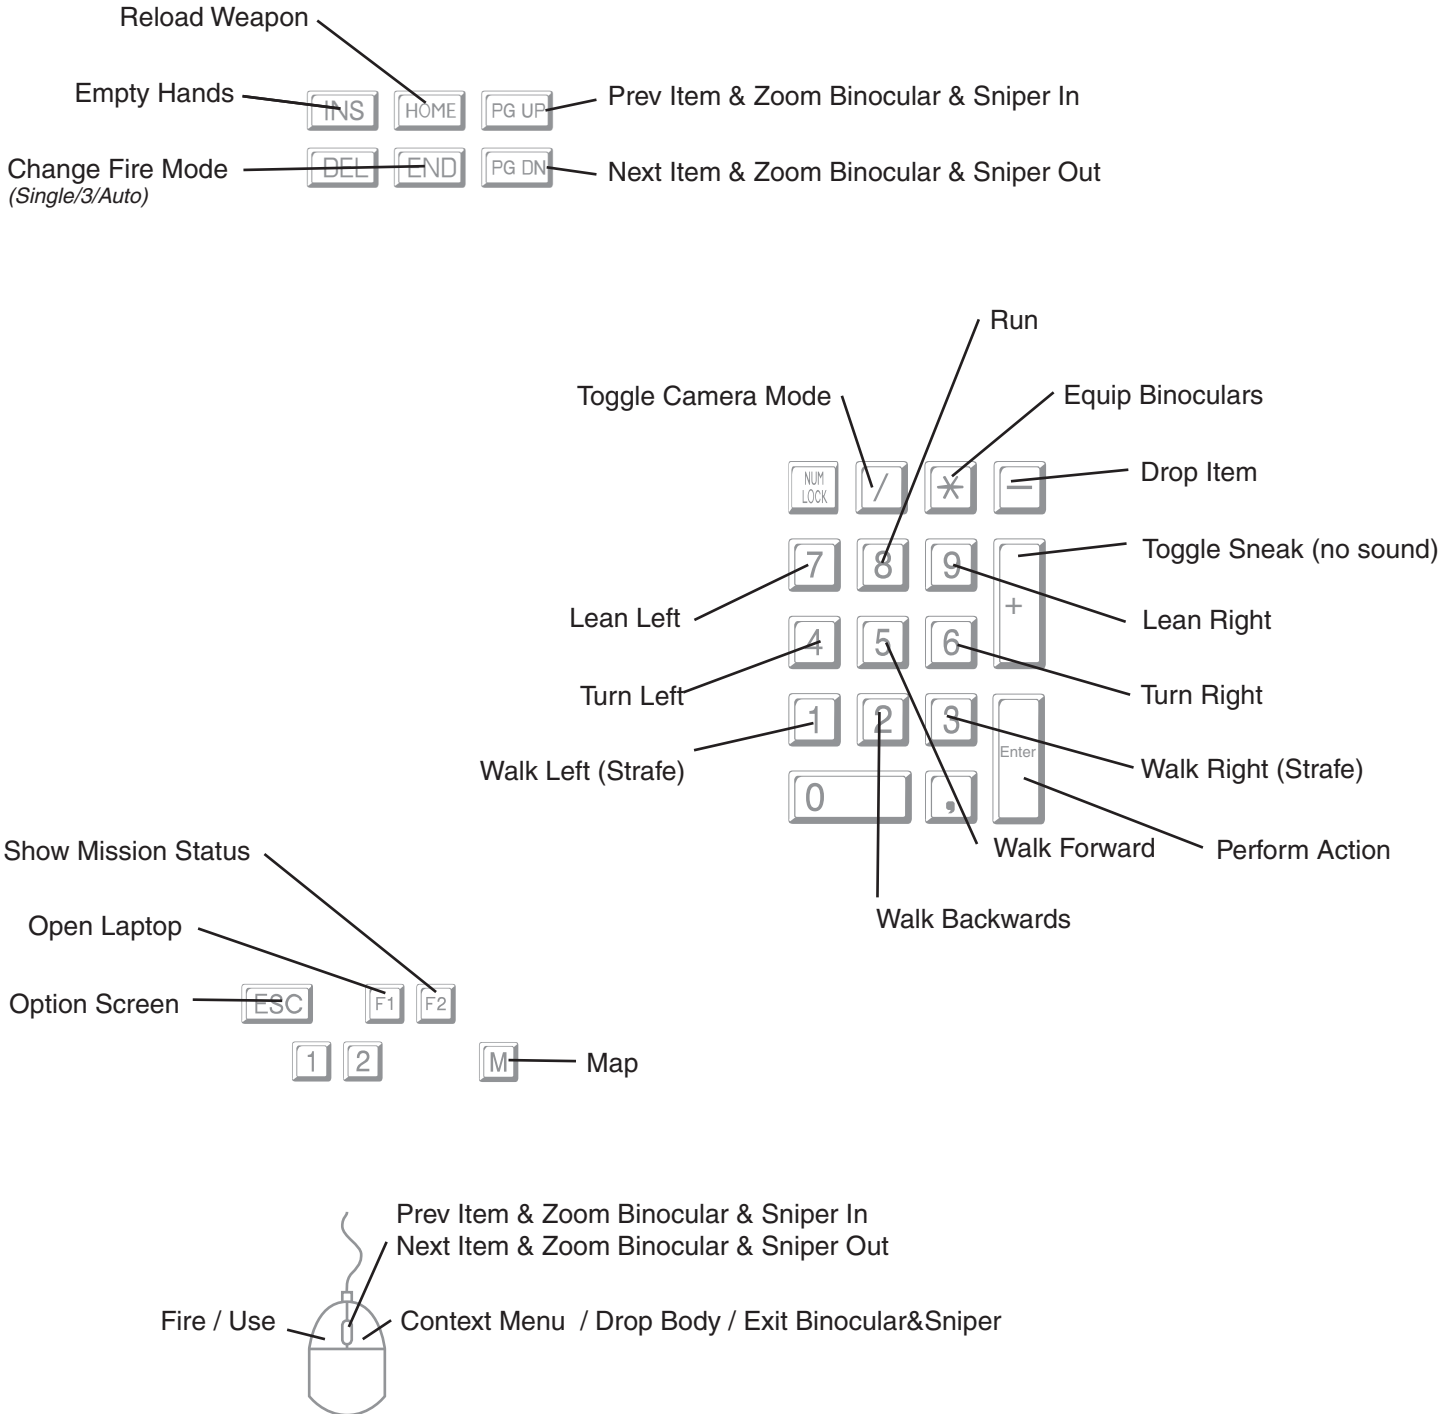 Reload Weapon
Empty Hands
INS
HOME
PG UP
Prev Item & Zoom Binocular & Sniper In
Change Fire Mode
(Single/3/Auto)
DEL
END
PG DN
Next Item & Zoom Binocular & Sniper Out
Run
Toggle Camera Mode
Equip Binoculars
NUM
LOCK
/
*
−
Drop Item
7
8
9
+
Toggle Sneak (no sound)
Lean Left
Lean Right
4
5
6
Turn Left
Turn Right
1
2
3
Enter
Walk Left (Strafe)
Walk Right (Strafe)
0
,
Walk Forward
Perform Action
Walk Backwards
Show Mission Status
Open Laptop
Option Screen
ESC
F1
F2
1
2
M
Map
Prev Item & Zoom Binocular & Sniper In
Next Item & Zoom Binocular & Sniper Out
Fire / Use
Context Menu / Drop Body / Exit Binocular&Sniper